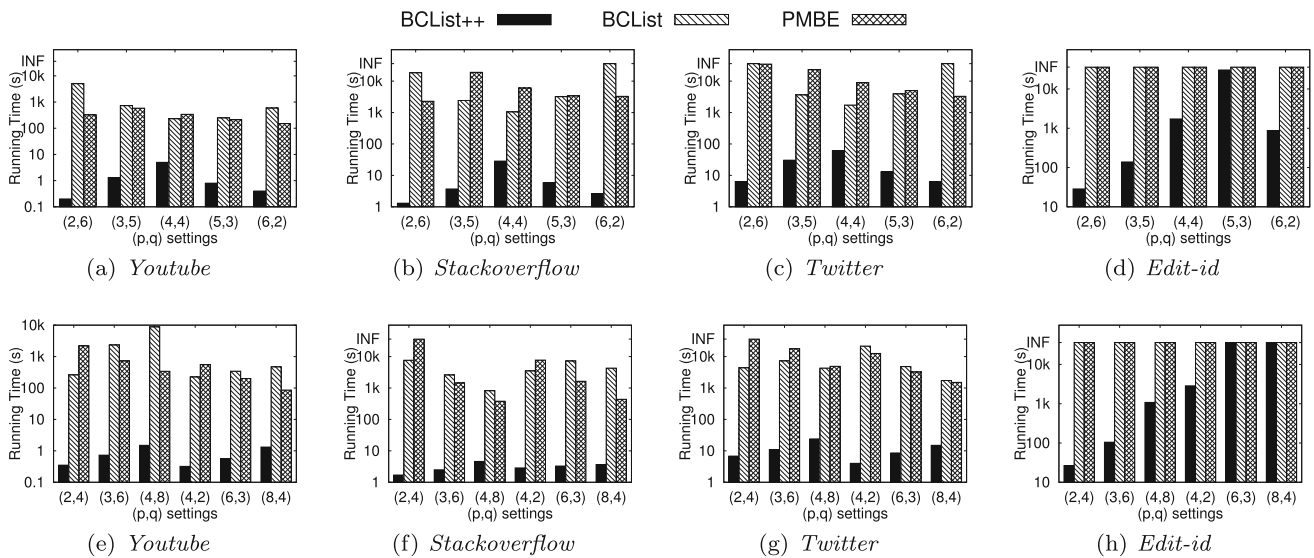 BCList++ BCList PMBE
Running Time (s)
INF
10k
1k
100
10
1
0.1
(2,6) (3,5) (4,4) (5,3) (6,2)
(p,q) settings
(a) Youtube
Running Time (s)
INF
10k
1k
100
10
1
(2,6) (3,5) (4,4) (5,3) (6,2)
(p,q) settings
(b) Stackoverflow
Running Time (s)
INF
10k
1k
100
10
1
(2,6) (3,5) (4,4) (5,3) (6,2)
(p,q) settings
(c) Twitter
Running Time (s)
INF
10k
1k
100
10
(2,6) (3,5) (4,4) (5,3) (6,2)
(p,q) settings
(d) Edit-id
Running Time (s)
10k
1k
100
10
1
0.1
(2,4) (3,6) (4,8) (4,2) (6,3) (8,4)
(p,q) settings
(e) Youtube
Running Time (s)
INF
10k
1k
100
10
1
(2,4) (3,6) (4,8) (4,2) (6,3) (8,4)
(p,q) settings
(f) Stackoverflow
Running Time (s)
INF
10k
1k
100
10
1
(2,4) (3,6) (4,8) (4,2) (6,3) (8,4)
(p,q) settings
(g) Twitter
Running Time (s)
INF
10k
1k
100
10
(2,4) (3,6) (4,8) (4,2) (6,3) (8,4)
(p,q) settings
(h) Edit-id